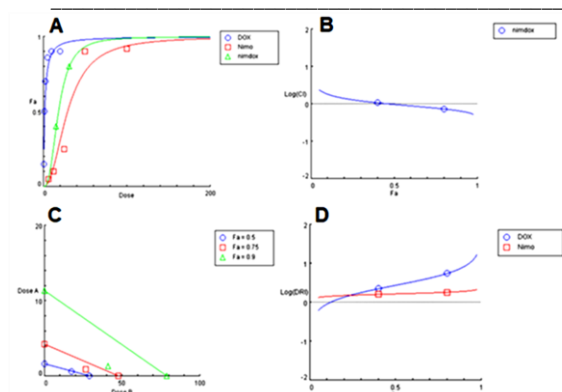 A
DOX
Nimo
nimdox
1
Fa
0.5
0
0
Dose
200
B
nimdox
2
1
Log(CI)
0
-1
-2
0
0.5
1
Fa
C
Fa = 0.5
Fa = 0.75
Fa = 0.9
20
Dose A
10
0
0
50
100
D
DOX
Nimo
2
1
Log(DRI)
0
-1
-2
0
0.5
1